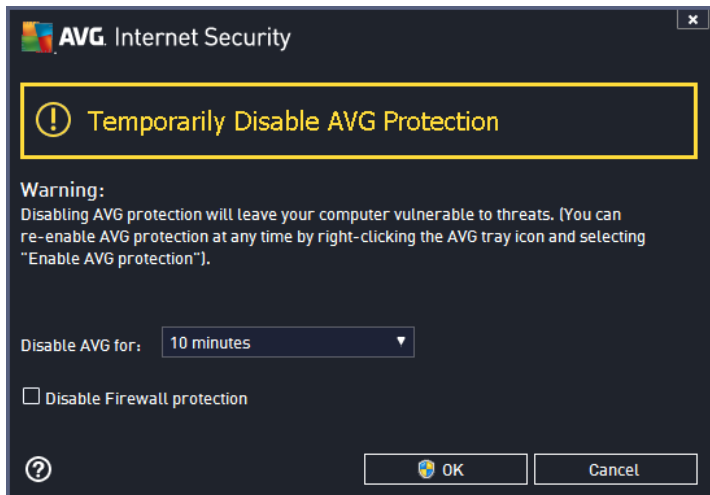 AVG. Internet Security
Temporarily Disable AVG Protection
Warning:
Disabling AVG protection will leave your computer vulnerable to threats. (You can
re-enable AVG protection at any time by right-clicking the AVG tray icon and selecting
"Enable AVG protection").
Disable AVG for: 10 minutes
Disable Firewall protection
OK Cancel